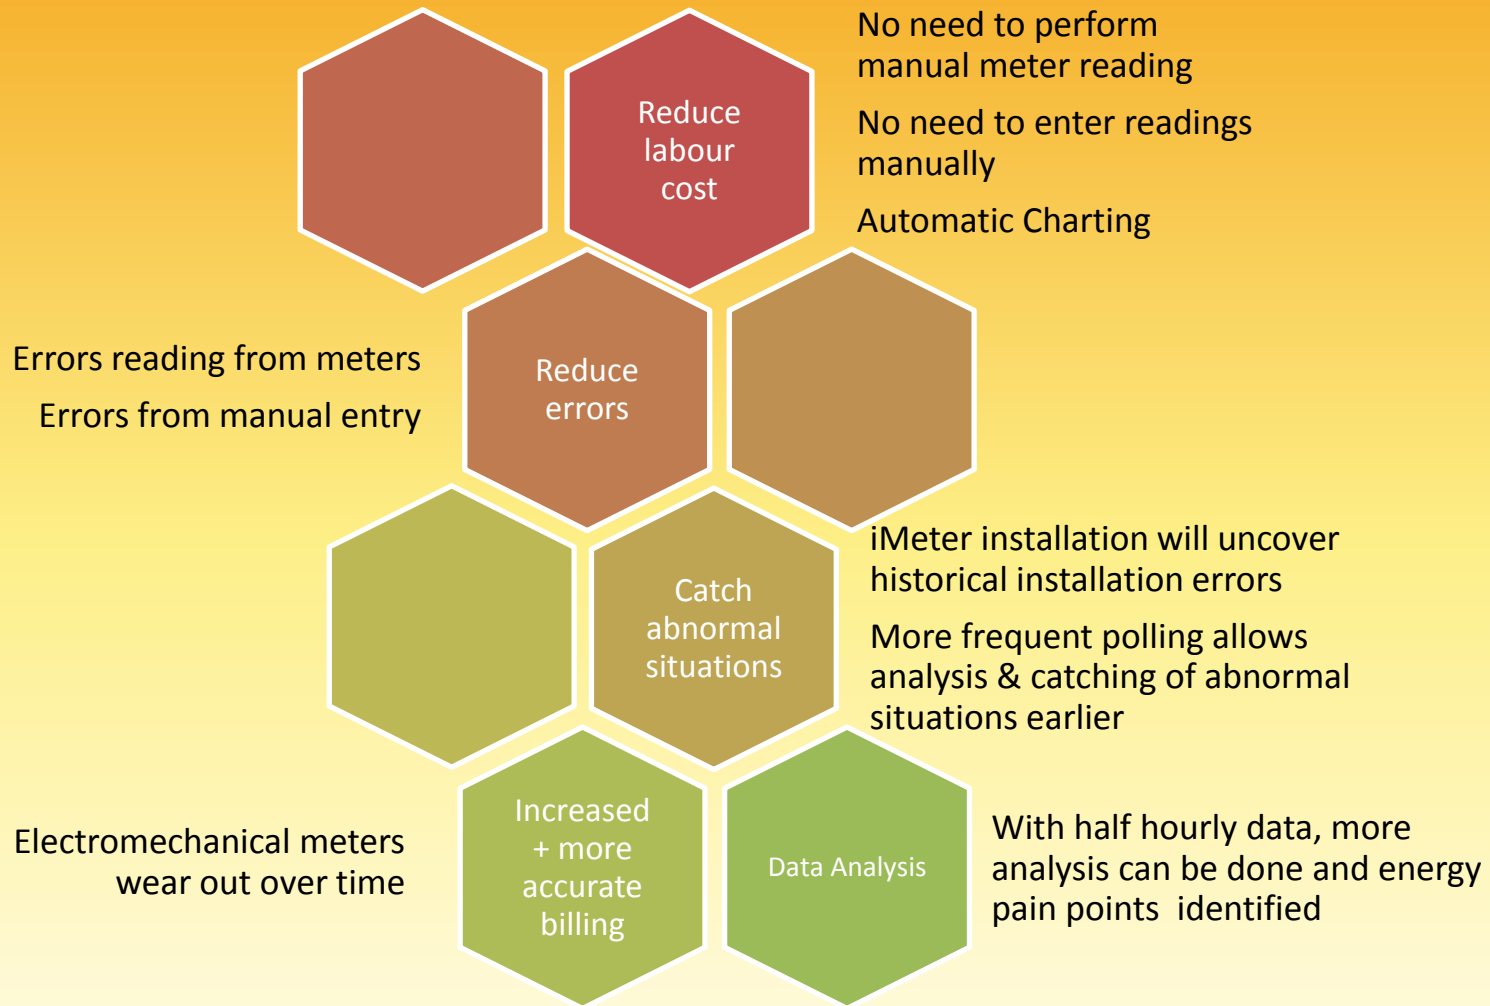 Reduce
labour
cost
No need to perform
manual meter reading
No need to enter readings
manually
Automatic Charting
Errors reading from meters
Errors from manual entry
Reduce
errors
Catch
abnormal
situations
iMeter installation will uncover
historical installation errors
More frequent polling allows
analysis & catching of abnormal
situations earlier
Electromechanical meters
wear out over time
Increased
+ more
accurate
billing
Data Analysis
With half hourly data, more
analysis can be done and energy
pain points identified